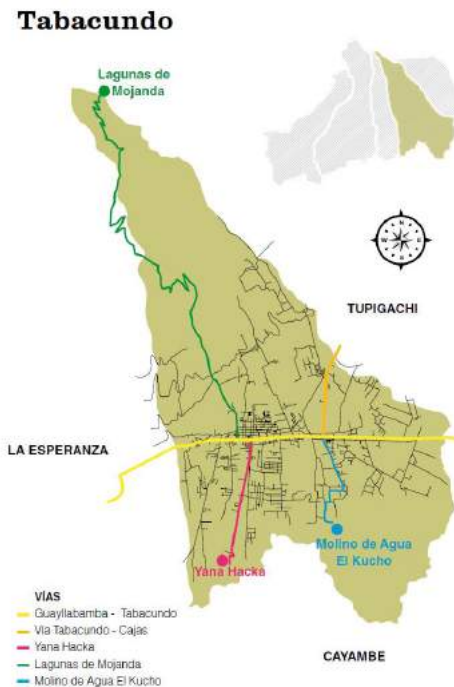 Tabacundo
Lagunas de
Mojanda
TUPIGACHI
LA ESPERANZA
Molino de Agua
El Kucho
Yana Hacka
CAYAMBE
VÍAS
Guayllabamba - Tabacundo
Vía Tabacundo - Cajas
Yana Hacka
Lagunas de Mojanda
Molino de Agua El Kucho